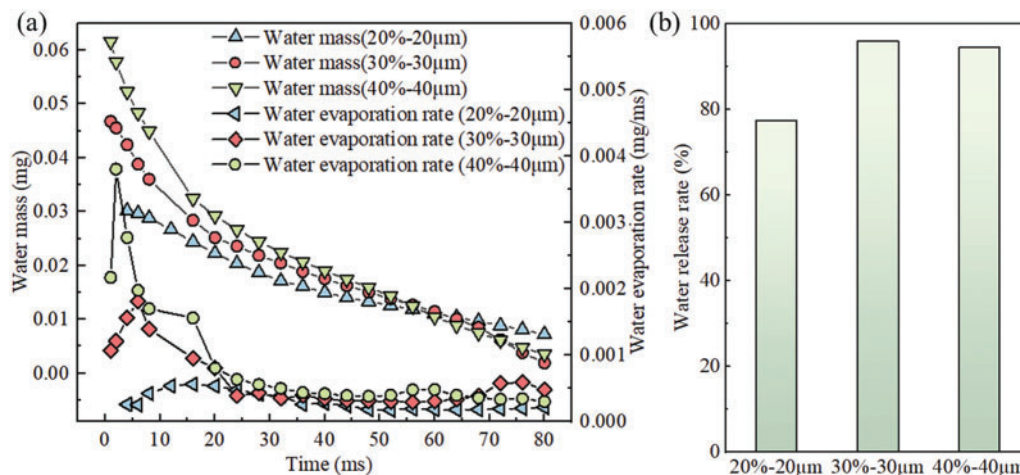 (a)
Water mass(20%-20μm)
Water mass(30%-30μm)
Water mass(40%-40μm)
Water evaporation rate (20%-20μm)
Water evaporation rate (30%-30μm)
Water evaporation rate (40%-40μm)
0.06
0.05
0.04
0.03
0.02
0.01
0.00
Water mass (mg)
0 10 20 30 40 50 60 70 80
Time (ms)
0.006
0.005
0.004
0.003
0.002
0.001
0.000
Water evaporation rate (mg/ms)
(b)
100
80
60
40
20
0
Water release rate (%)
20%-20μm 30%-30μm 40%-40μm